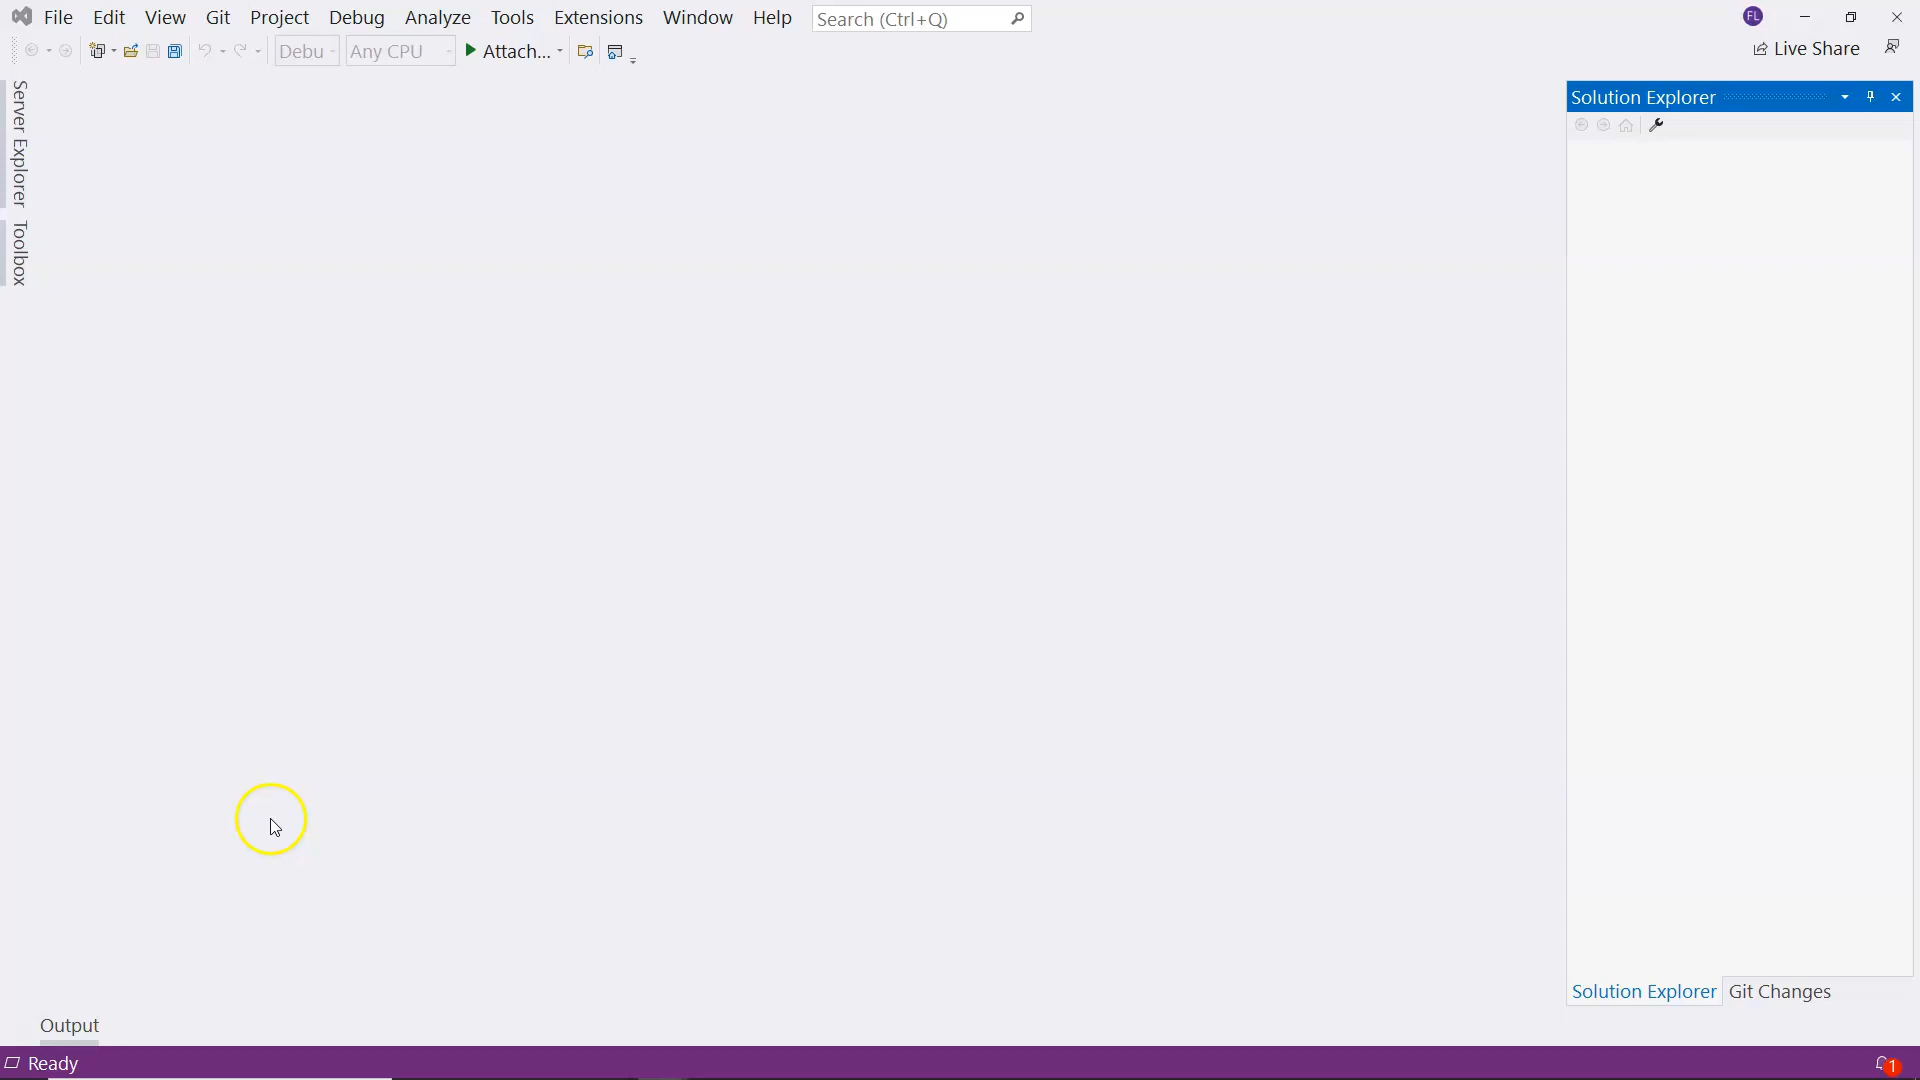 File Edit View Git Project Debug Analyze Tools Extensions Window Help Search (Ctrl+Q) FL
Debu Any CPU Attach... Live Share
Server Explorer
Toolbox
Solution Explorer
Solution Explorer Git Changes
Output
Ready 1